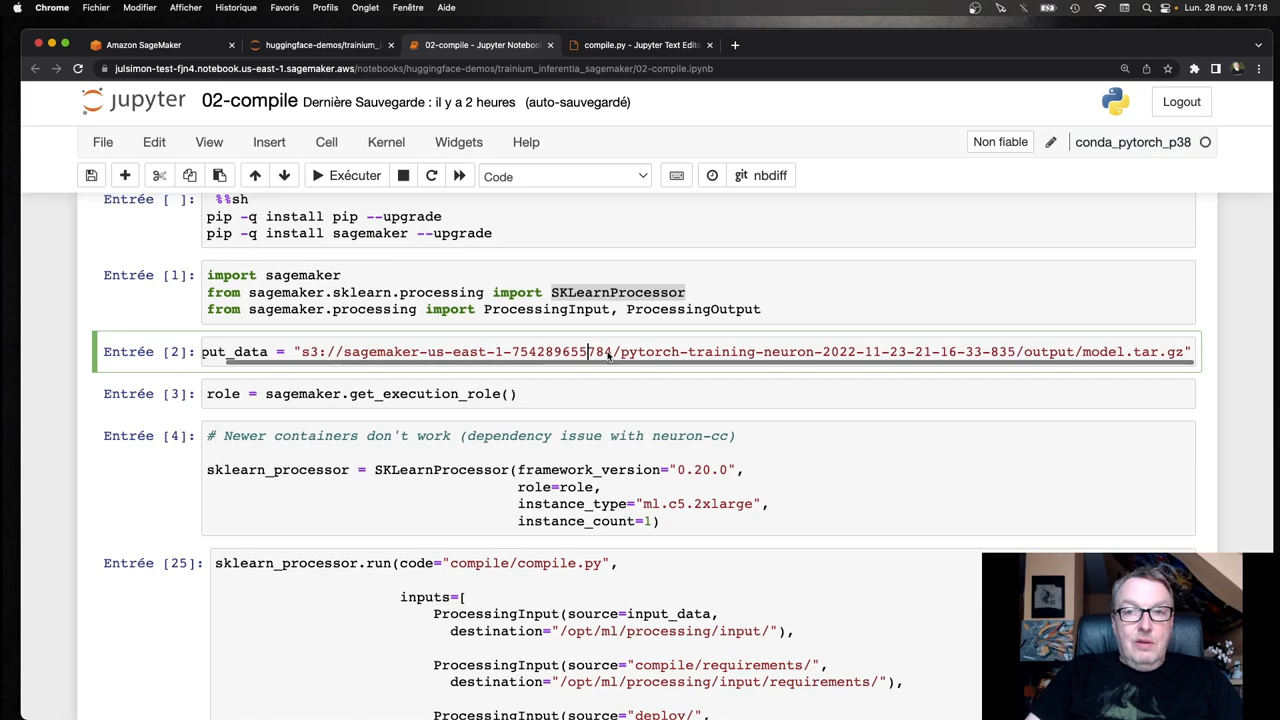 Chrome Fichier Modifier Afficher Historique Favoris Profils Onglet Fenêtre Aide Lun. 28 nov. à 17:18
Amazon SageMaker huggingface-demos/trainium_i 02-compile - Jupyter Notebook compile.py - Jupyter Text Edito
julsimon-test-fjn4.notebook.us-east-1.sagemaker.aws/notebooks/huggingface-demos/trainium_inferentia_sagemaker/02-compile.ipynb
jupyter 02-compile Dernière Sauvegarde : il y a 2 heures (auto-sauvegardé) Logout
File Edit View Insert Cell Kernel Widgets Help Non fiable conda_pytorch_p38
Exécuter Code git nbdiff
Entrée [ ]: %%sh
pip -q install pip --upgrade
pip -q install sagemaker --upgrade
Entrée [1]: import sagemaker
from sagemaker.sklearn.processing import SKLearnProcessor
from sagemaker.processing import ProcessingInput, ProcessingOutput
Entrée [2]: put_data = "s3://sagemaker-us-east-1-754289655784/pytorch-training-neuron-2022-11-23-21-16-33-835/output/model.tar.gz"
Entrée [3]: role = sagemaker.get_execution_role()
Entrée [4]: # Newer containers don't work (dependency issue with neuron-cc)
sklearn_processor = SKLearnProcessor(framework_version="0.20.0",
role=role,
instance_type="ml.c5.2xlarge",
instance_count=1)
Entrée [25]: sklearn_processor.run(code="compile/compile.py",
inputs=[
ProcessingInput(source=input_data,
destination="/opt/ml/processing/input/"),
ProcessingInput(source="compile/requirements/",
destination="/opt/ml/processing/input/requirements/"),
ProcessingInput(source="deploy/",